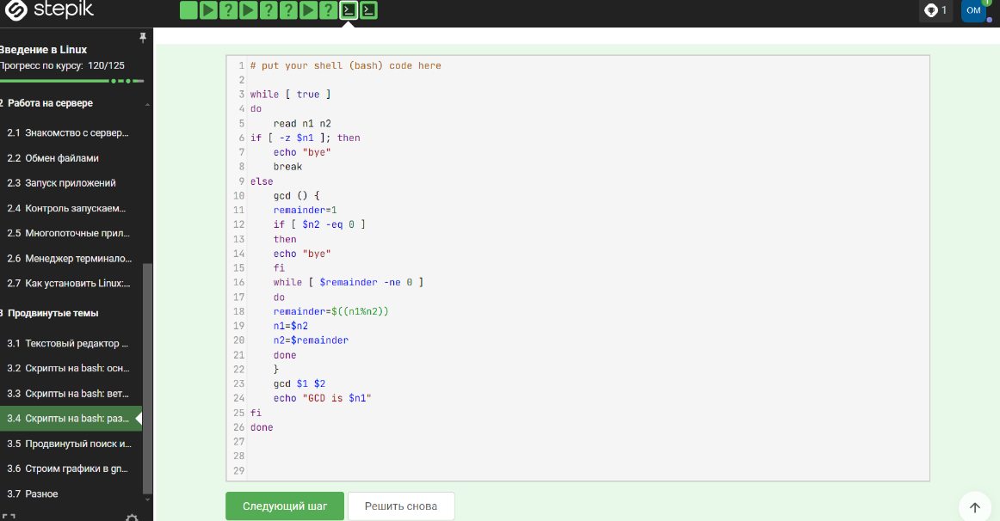 stepik
1
OM
Введение в Linux
Прогресс по курсу: 120/125
2 Работа на сервере
2.1 Знакомство с сервер...
2.2 Обмен файлами
2.3 Запуск приложений
2.4 Контроль запускаем...
2.5 Многопоточные прил...
2.6 Менеджер терминало...
2.7 Как установить Linux:...
3 Продвинутые темы
3.1 Текстовый редактор ...
3.2 Скрипты на bash: осн...
3.3 Скрипты на bash: вет...
3.4 Скрипты на bash: раз...
3.5 Продвинутый поиск и...
3.6 Строим графики в gn...
3.7 Разное
1 # put your shell (bash) code here
2
3 while [ true ]
4 do
5     read n1 n2
6 if [ -z $n1 ]; then
7     echo "bye"
8     break
9 else
10     gcd () {
11     remainder=1
12     if [ $n2 -eq 0 ]
13     then
14     echo "bye"
15     fi
16     while [ $remainder -ne 0 ]
17     do
18     remainder=$((n1%n2))
19     n1=$n2
20     n2=$remainder
21     done
22     }
23     gcd $1 $2
24     echo "GCD is $n1"
25 fi
26 done
27
28
29
Следующий шаг
Решить снова